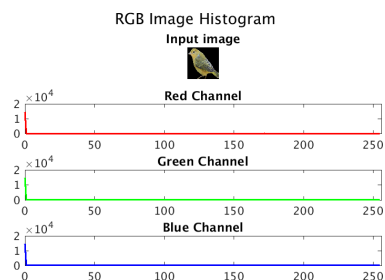 RGB Image Histogram
Input image
Red Channel
2 ×10⁴
1
0
0 50 100 150 200 250
Green Channel
2 ×10⁴
1
0
0 50 100 150 200 250
Blue Channel
2 ×10⁴
1
0
0 50 100 150 200 250